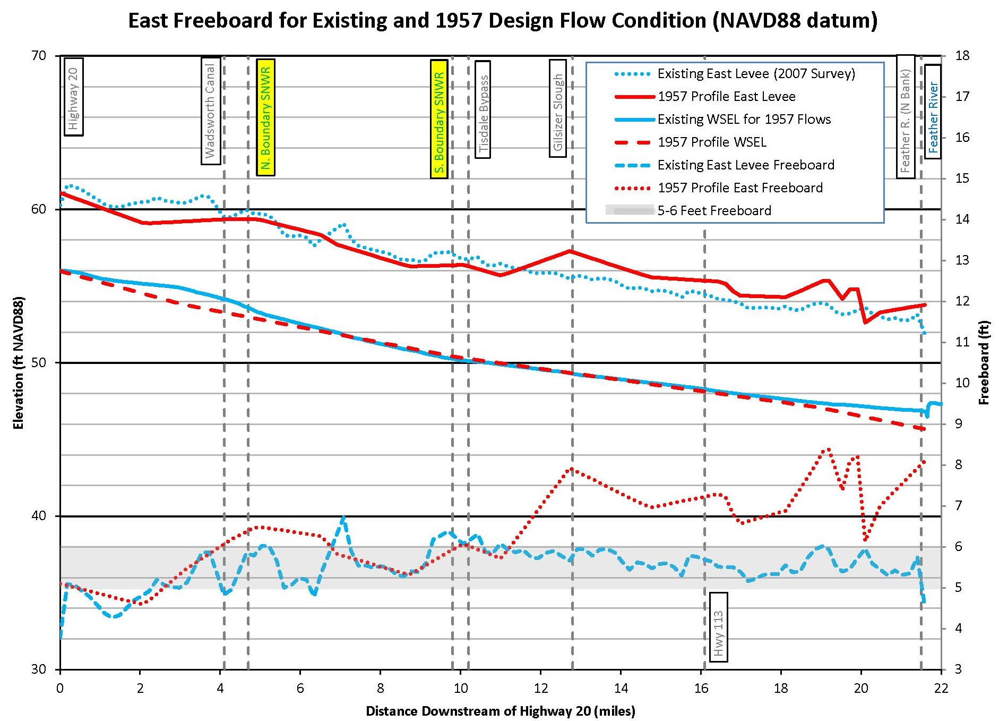 East Freeboard for Existing and 1957 Design Flow Condition (NAVD88 datum)
70
60
50
40
30
Elevation (ft NAVD88)
Highway 20
Wadsworth Canal
N. Boundary SNWR
S. Boundary SNWR
Tisdale Bypass
Gilsizer Slough
Existing East Levee (2007 Survey)
1957 Profile East Levee
Existing WSEL for 1957 Flows
1957 Profile WSEL
Existing East Levee Freeboard
1957 Profile East Freeboard
5-6 Feet Freeboard
Feather R. (N Bank)
Feather River
Hwy 113
18
17
16
15
14
13
12
11
10
9
8
7
6
5
4
3
Freeboard (ft)
0 2 4 6 8 10 12 14 16 18 20 22
Distance Downstream of Highway 20 (miles)